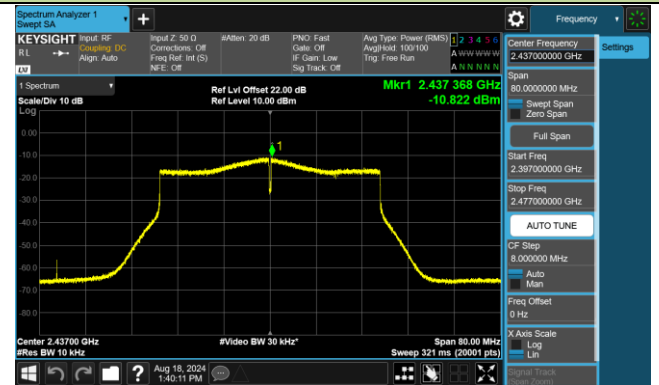 Spectrum Analyzer 1
Swept SA
Frequency
KEYSIGHT
RL
Input: RF
Coupling: DC
Align: Auto
Input Z: 50 Ω
Corrections: Off
Freq Ref: Int (S)
NFE: Off
#Atten: 20 dB
PNO: Fast
Gate: Off
IF Gain: Low
Sig Track: Off
Avg Type: Power (RMS)
Avg|Hold: 100/100
Trig: Free Run
1 2 3 4 5 6
A W W W W W
A N N N N N
LXI
1 Spectrum
Scale/Div 10 dB
Log
Ref Lvl Offset 22.00 dB
Ref Level 10.00 dBm
Mkr1 2.437 368 GHz
-10.822 dBm
1
0.00
-10.0
-20.0
-30.0
-40.0
-50.0
-60.0
-70.0
-80.0
Center 2.43700 GHz
#Res BW 10 kHz
#Video BW 30 kHz*
Span 80.00 MHz
Sweep 321 ms (20001 pts)
Aug 18, 2024
1:40:11 PM
?
Center Frequency
2.437000000 GHz
Settings
Span
80.0000000 MHz
Swept Span
Zero Span
Full Span
Start Freq
2.397000000 GHz
Stop Freq
2.477000000 GHz
AUTO TUNE
CF Step
8.000000 MHz
Auto
Man
Freq Offset
0 Hz
X Axis Scale
Log
Lin
Signal Track
(Span Zoom)